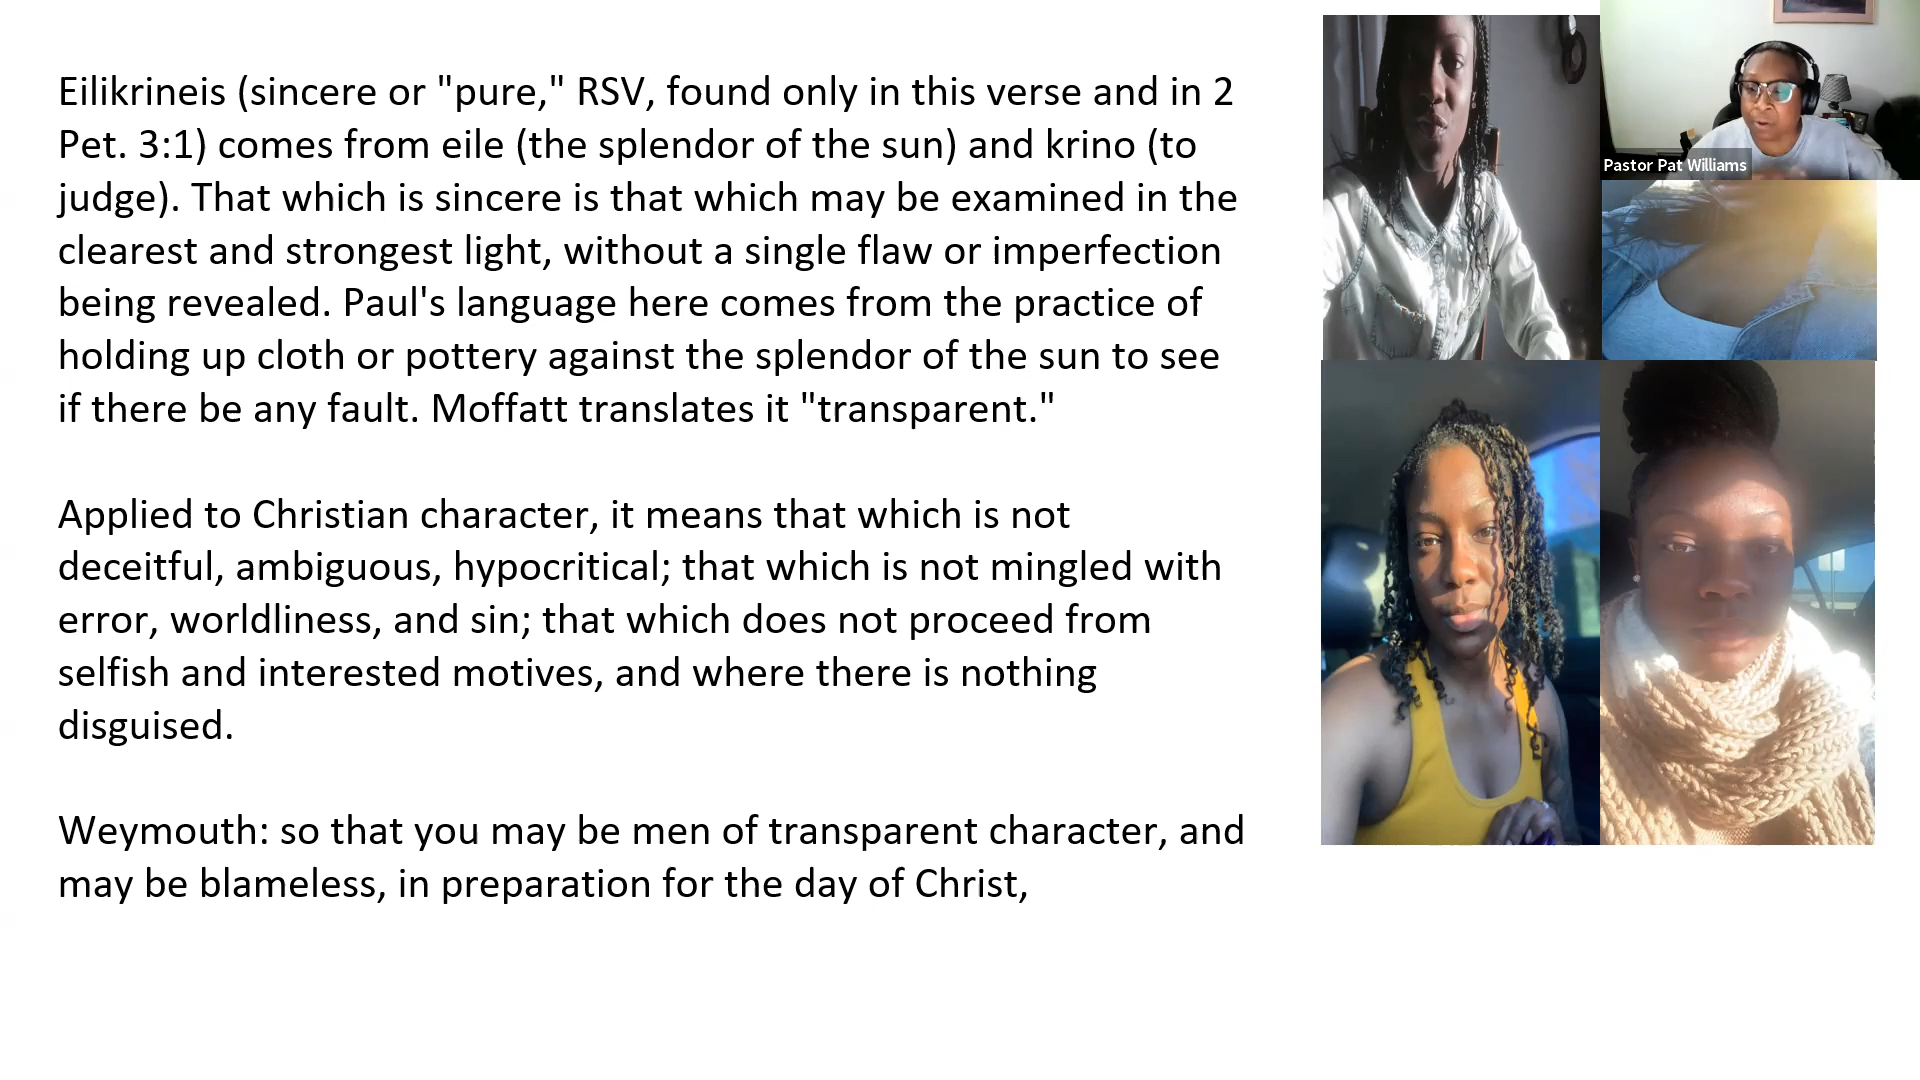 Eilikrineis (sincere or "pure," RSV, found only in this verse and in 2
Pet. 3:1) comes from eile (the splendor of the sun) and krino (to
judge). That which is sincere is that which may be examined in the
clearest and strongest light, without a single flaw or imperfection
being revealed. Paul's language here comes from the practice of
holding up cloth or pottery against the splendor of the sun to see
if there be any fault. Moffatt translates it "transparent."
Applied to Christian character, it means that which is not
deceitful, ambiguous, hypocritical; that which is not mingled with
error, worldliness, and sin; that which does not proceed from
selfish and interested motives, and where there is nothing
disguised.
Weymouth: so that you may be men of transparent character, and
may be blameless, in preparation for the day of Christ,
Pastor Pat Williams